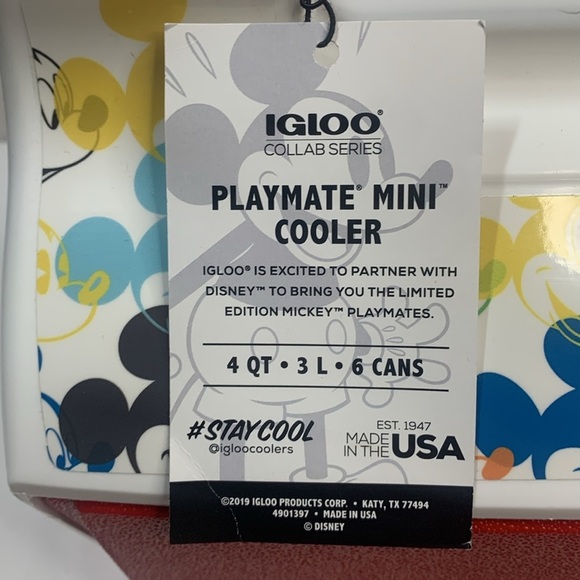 IGLOO®
COLLAB SERIES
PLAYMATE® MINI™
COOLER
IGLOO® IS EXCITED TO PARTNER WITH
DISNEY™ TO BRING YOU THE LIMITED
EDITION MICKEY™ PLAYMATES.
4 QT • 3 L • 6 CANS
#STAYCOOL
@igloocoolers
EST. 1947
MADE IN THE USA
©2019 IGLOO PRODUCTS CORP. • KATY, TX 77494
4901397 • MADE IN USA
© DISNEY